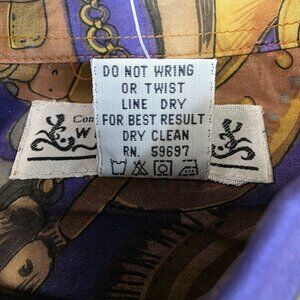 DO NOT WRING
OR TWIST
LINE DRY
FOR BEST RESULT
DRY CLEAN
RN. 59697